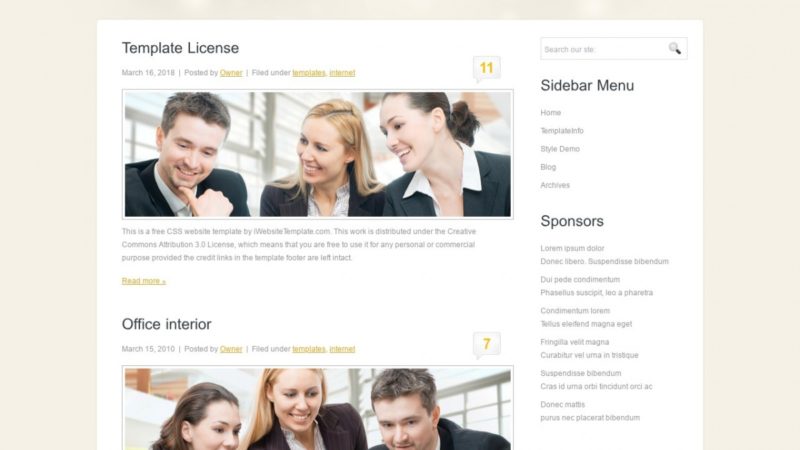 Template License
March 16, 2018 | Posted by Owner | Filed under templates, internet
11
This is a free CSS website template by iWebsiteTemplate.com. This work is distributed under the Creative
Commons Attribution 3.0 License, which means that you are free to use it for any personal or commercial
purpose provided the credit links in the template footer are left intact.
Read more »
Office interior
March 15, 2010 | Posted by Owner | Filed under templates, internet
7
Search our ste:
Sidebar Menu
Home
TemplateInfo
Style Demo
Blog
Archives
Sponsors
Lorem ipsum dolor
Donec libero. Suspendisse bibendum
Dui pede condimentum
Phasellus suscipit, leo a pharetra
Condimentum lorem
Tellus eleifend magna eget
Fringilla velit magna
Curabitur vel urna in tristique
Suspendisse bibendum
Cras id urna orbi tincidunt orci ac
Donec mattis
purus nec placerat bibendum